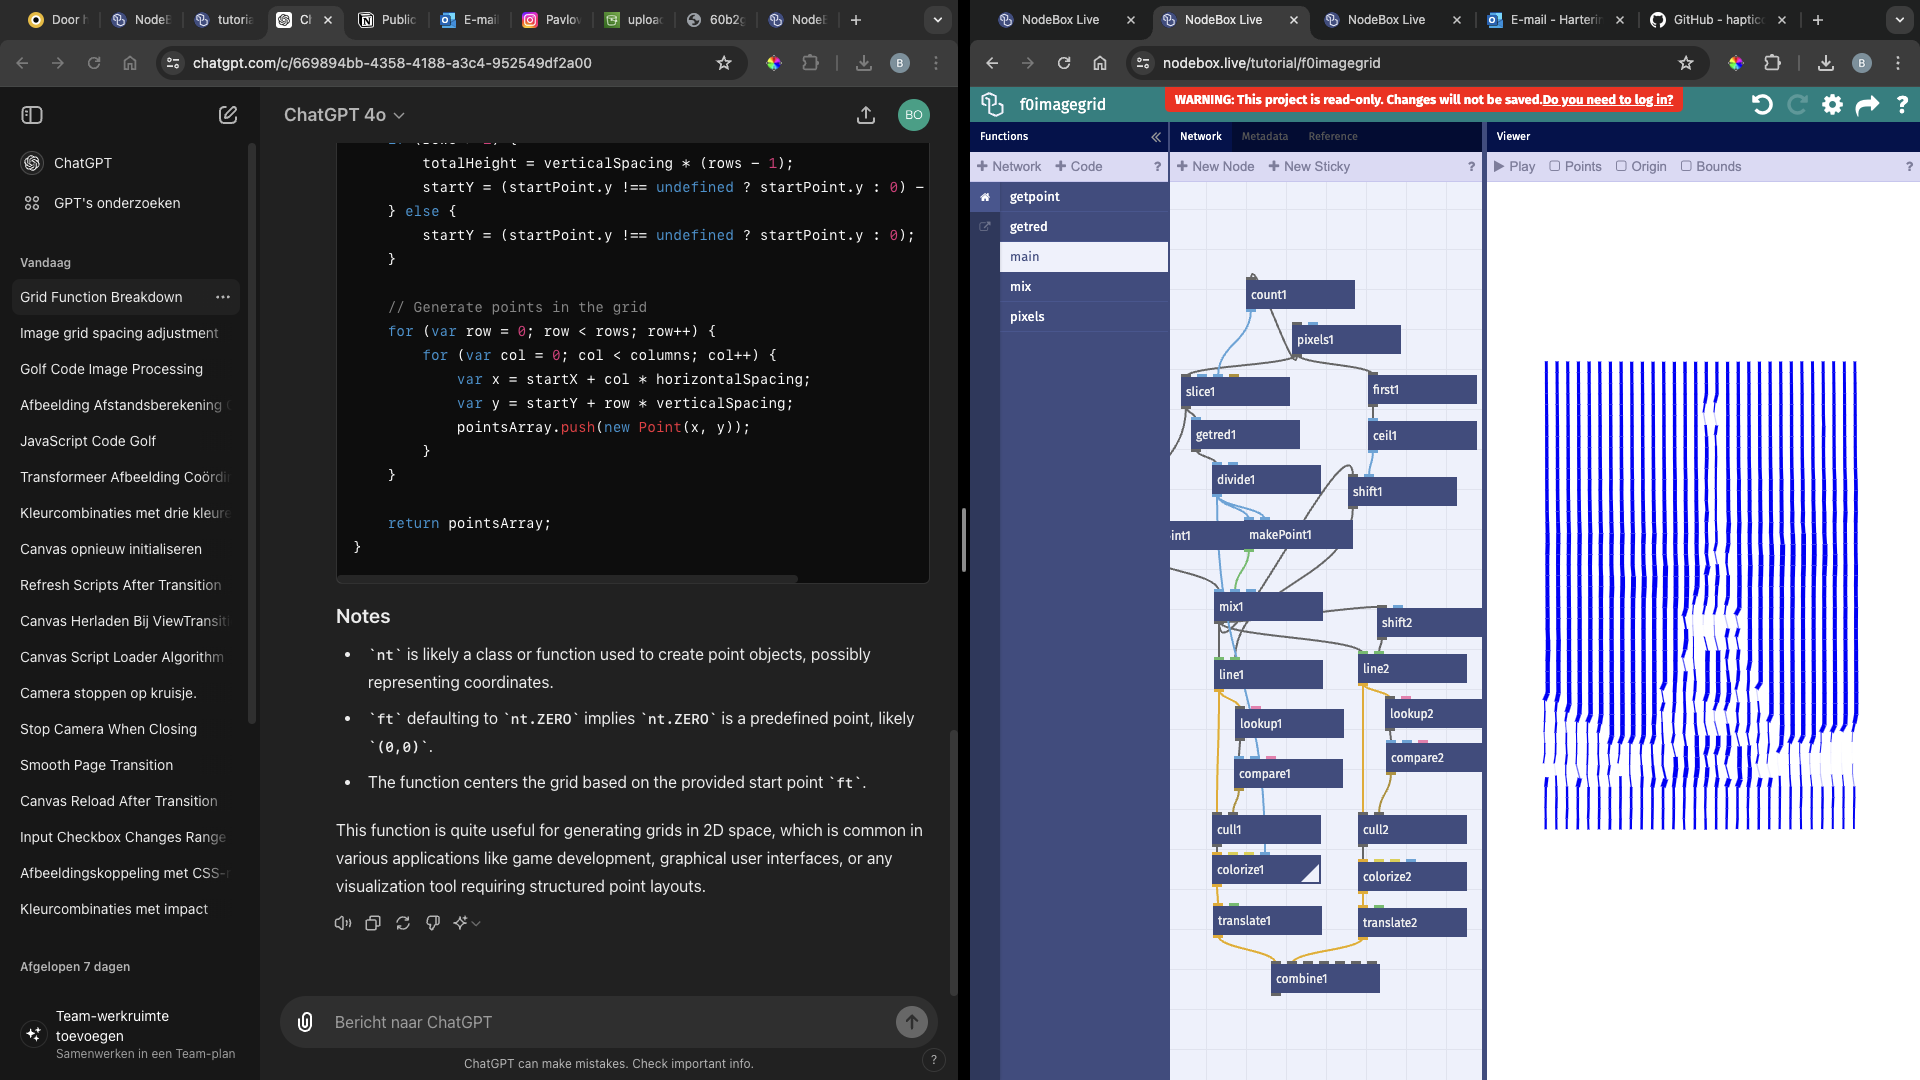 Door h
NodeB
tutoria
Ch
Public
E-mail
Pavlov
upload
60b2g
NodeB
chatgpt.com/c/669894bb-4358-4188-a3c4-952549df2a00
B
ChatGPT
GPT's onderzoeken
Vandaag
Grid Function Breakdown
Image grid spacing adjustment
Golf Code Image Processing
Afbeelding Afstandsberekening
JavaScript Code Golf
Transformeer Afbeelding Coördin
Kleurcombinaties met drie kleure
Canvas opnieuw initialiseren
Refresh Scripts After Transition
Canvas Herladen Bij ViewTransiti
Canvas Script Loader Algorithm
Camera stoppen op kruisje.
Stop Camera When Closing
Smooth Page Transition
Canvas Reload After Transition
Input Checkbox Changes Range
Afbeeldingskoppeling met CSS-r
Kleurcombinaties met impact
Afgelopen 7 dagen
Team-werkruimte
toevoegen
Samenwerken in een Team-plan
ChatGPT 4o
BO
totalHeight = verticalSpacing * (rows - 1);
startY = (startPoint.y !== undefined ? startPoint.y : 0) -
} else {
startY = (startPoint.y !== undefined ? startPoint.y : 0);
}
// Generate points in the grid
for (var row = 0; row < rows; row++) {
for (var col = 0; col < columns; col++) {
var x = startX + col * horizontalSpacing;
var y = startY + row * verticalSpacing;
pointsArray.push(new Point(x, y));
}
}
return pointsArray;
}
Notes
• `nt` is likely a class or function used to create point objects, possibly
representing coordinates.
• `ft` defaulting to `nt.ZERO` implies `nt.ZERO` is a predefined point, likely
`(0,0)`.
• The function centers the grid based on the provided start point `ft`.
This function is quite useful for generating grids in 2D space, which is common in
various applications like game development, graphical user interfaces, or any
visualization tool requiring structured point layouts.
Bericht naar ChatGPT
ChatGPT can make mistakes. Check important info.
?
NodeBox Live
NodeBox Live
NodeBox Live
E-mail - Harterin
GitHub - haptic
nodebox.live/tutorial/f0imagegrid
B
f0imagegrid
WARNING: This project is read-only. Changes will not be saved.Do you need to log in?
?
Functions
Network
Metadata
Reference
Viewer
+ Network
+ Code
?
+ New Node
+ New Sticky
?
Play
Points
Origin
Bounds
?
getpoint
getred
main
mix
pixels
count1
pixels1
slice1
first1
getred1
ceil1
divide1
shift1
int1
makePoint1
mix1
shift2
line1
line2
lookup1
lookup2
compare1
compare2
cull1
cull2
colorize1
colorize2
translate1
translate2
combine1